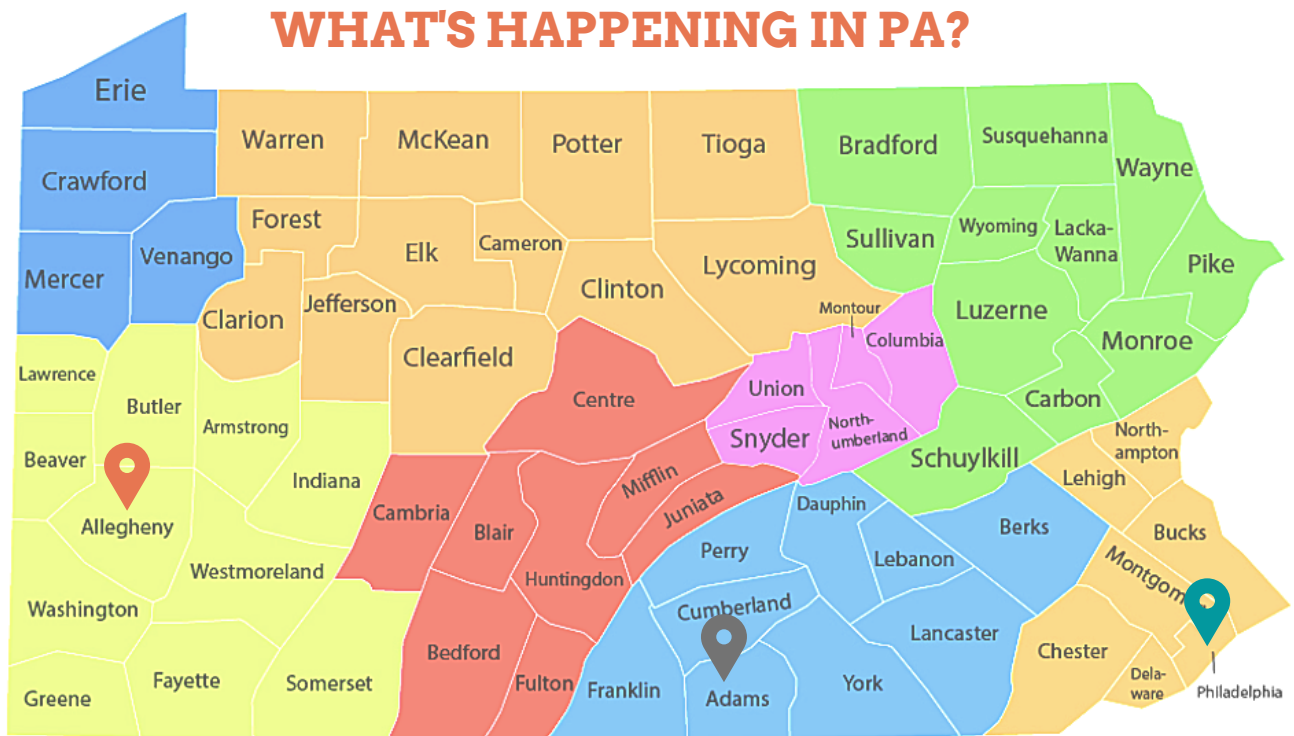 WHAT'S HAPPENING IN PA?
Erie
Warren
McKean
Potter
Tioga
Bradford
Susquehanna
Wayne
Crawford
Forest
Venango
Elk
Cameron
Sullivan
Wyoming
Lacka-
Wanna
Pike
Mercer
Clarion
Jefferson
Clinton
Lycoming
Montour
Columbia
Luzerne
Monroe
Lawrence
Butler
Armstrong
Clearfield
Centre
Union
Snyder
North-
umberland
Carbon
Schuylkill
North-
ampton
Lehigh
Beaver
Allegheny
Indiana
Cambria
Blair
Mifflin
Juniata
Huntingdon
Dauphin
Perry
Lebanon
Berks
Bucks
Montgom
Westmoreland
Washington
Cumberland
Lancaster
Chester
Dela-
ware
Philadelphia
Greene
Fayette
Somerset
Bedford
Fulton
Franklin
Adams
York